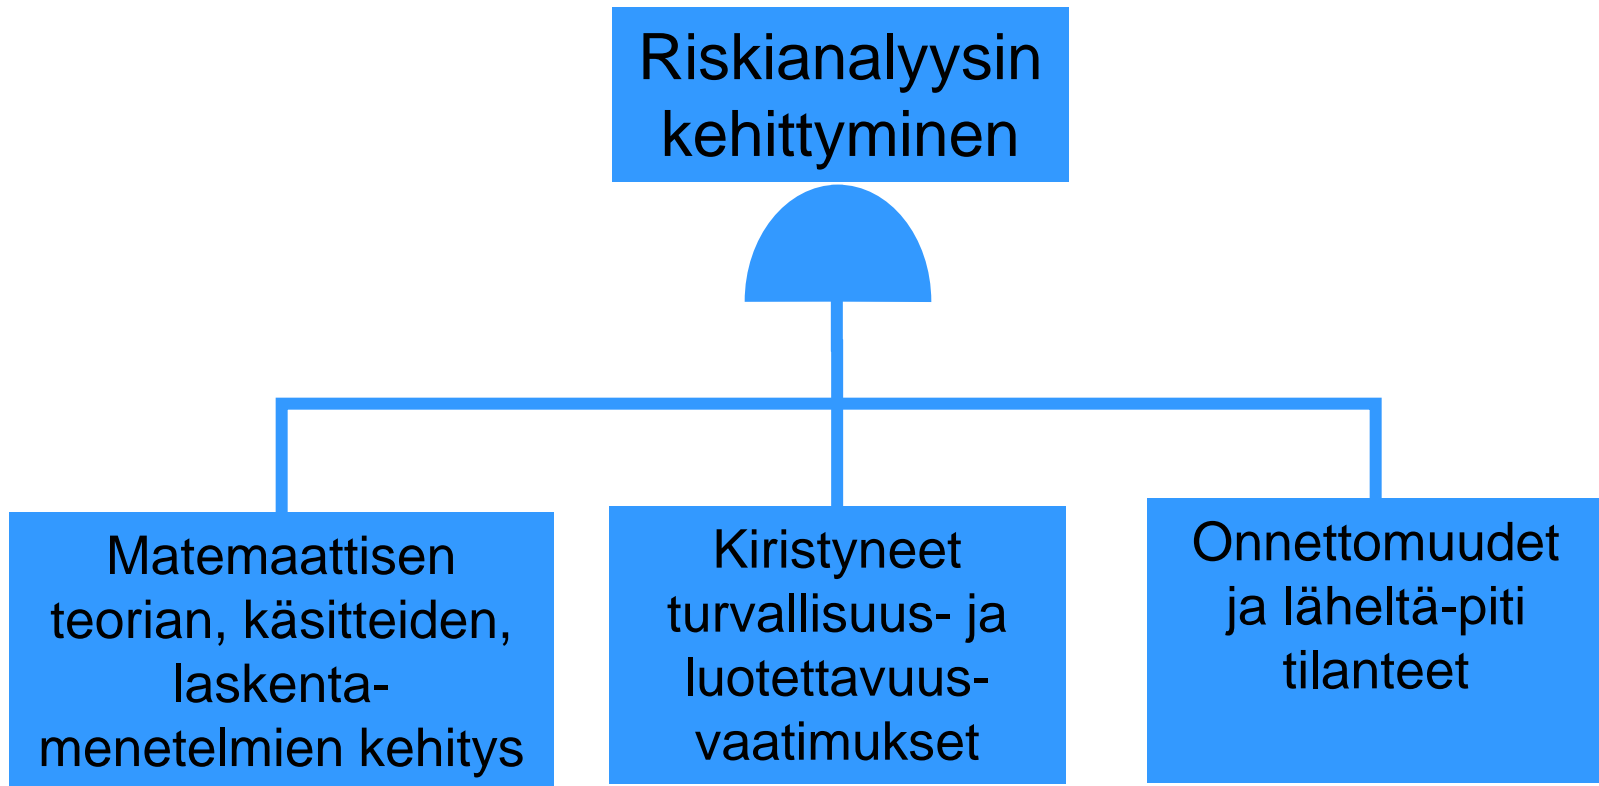 Riskianalyysin
kehittyminen
Matemaattisen
teorian, käsitteiden,
laskenta-
menetelmien kehitys
Kiristyneet
turvallisuus- ja
luotettavuus-
vaatimukset
Onnettomuudet
ja läheltä-piti
tilanteet